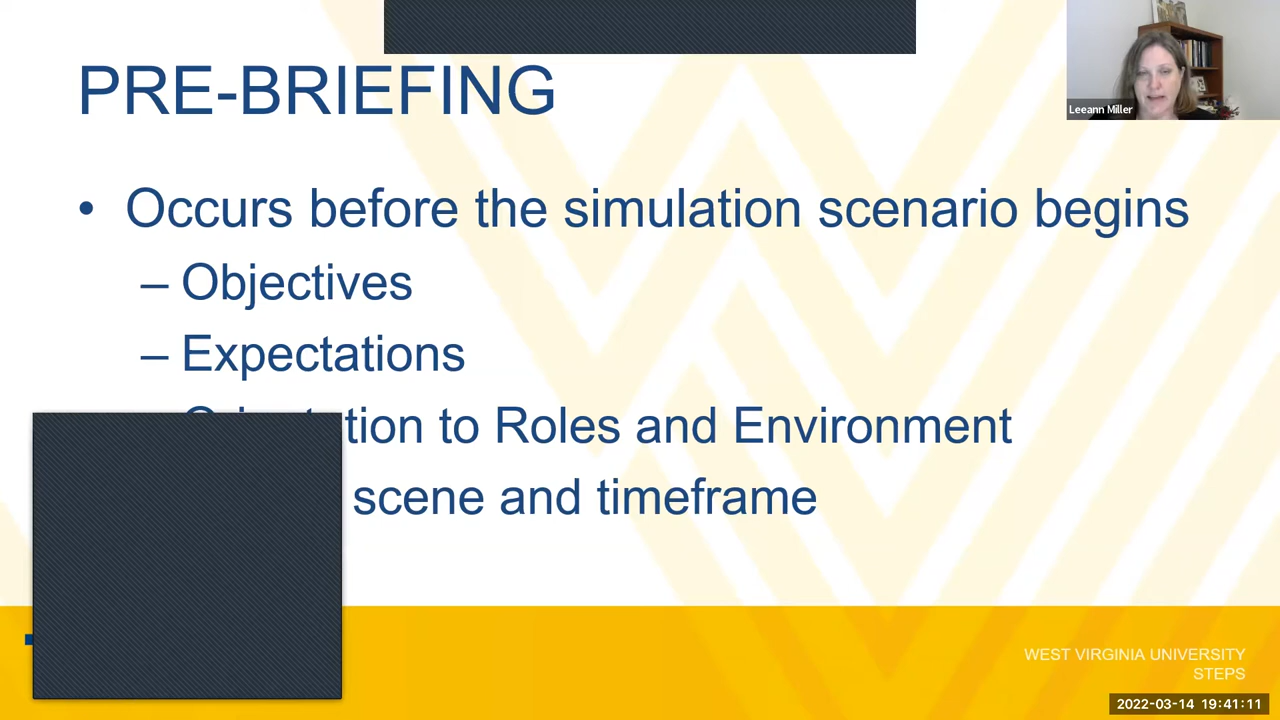 PRE-BRIEFING
Leeann Miller
• Occurs before the simulation scenario begins
– Objectives
– Expectations
Orientation to Roles and Environment
scene and timeframe
WEST VIRGINIA UNIVERSITY
STEPS
2022-03-14 19:41:11